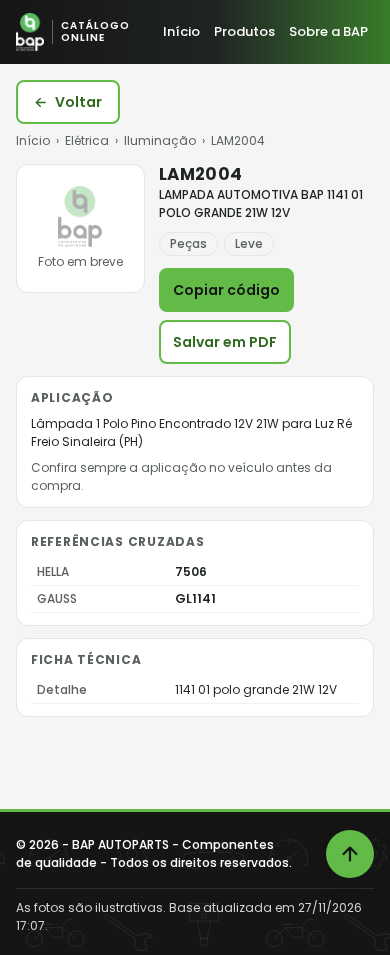 bap
CATÁLOGO
ONLINE
Início
Produtos
Sobre a BAP
← Voltar
Início › Elétrica › Iluminação › LAM2004
bap
Foto em breve
LAM2004
LAMPADA AUTOMOTIVA BAP 1141 01
POLO GRANDE 21W 12V
Peças
Leve
Copiar código
Salvar em PDF
APLICAÇÃO
Lâmpada 1 Polo Pino Encontrado 12V 21W para Luz Ré
Freio Sinaleira (PH)
Confira sempre a aplicação no veículo antes da
compra.
REFERÊNCIAS CRUZADAS
HELLA 7506
GAUSS GL1141
FICHA TÉCNICA
Detalhe 1141 01 polo grande 21W 12V
© 2026 - BAP AUTOPARTS - Componentes
de qualidade - Todos os direitos reservados.
As fotos são ilustrativas. Base atualizada em 27/11/2026
17:07.